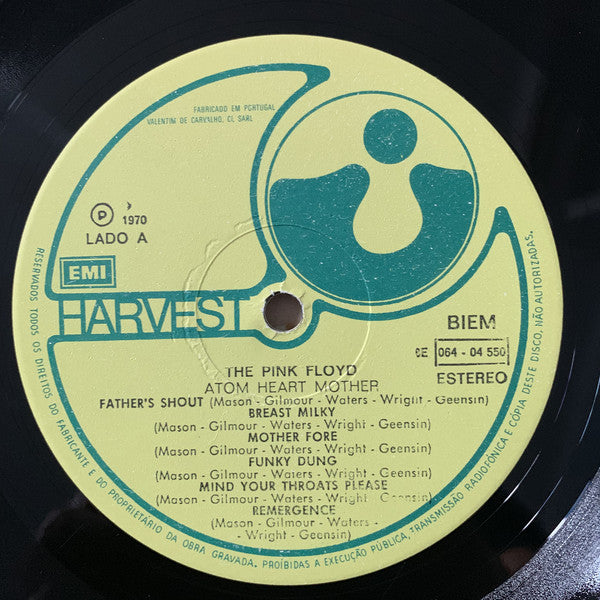 FABRICADO EM PORTUGAL
VALENTIM DE CARVALHO, CI, SARL
Ⓟ 1970
LADO A
EMI
HARVEST
BIEM
8E 064 - 04 550
ESTEREO
THE PINK FLOYD
ATOM HEART MOTHER
FATHER'S SHOUT (Mason - Gilmour - Waters - Wright - Geensin)
BREAST MILKY
(Mason - Gilmour - Waters - Wright - Geensin)
MOTHER FORE
(Mason - Gilmour - Waters - Wright - Geensin)
FUNKY DUNG
(Mason - Gilmour - Waters - Wright - Geensin)
MIND YOUR THROATS PLEASE
(Mason - Gilmour - Waters - Wright - Geensin)
REMERGENCE
(Mason - Gilmour - Waters -
- Wright - Geensin)
RESERVADOS TODOS OS DIREITOS DO FABRICANTE E DO PROPRIETÁRIO DA OBRA GRAVADA. PROÍBIDAS A EXECUÇÃO PÚBLICA, TRANSMISSÃO RADIOFÓNICA E CÓPIA DESTE DISCO, NÃO AUTORIZADAS.